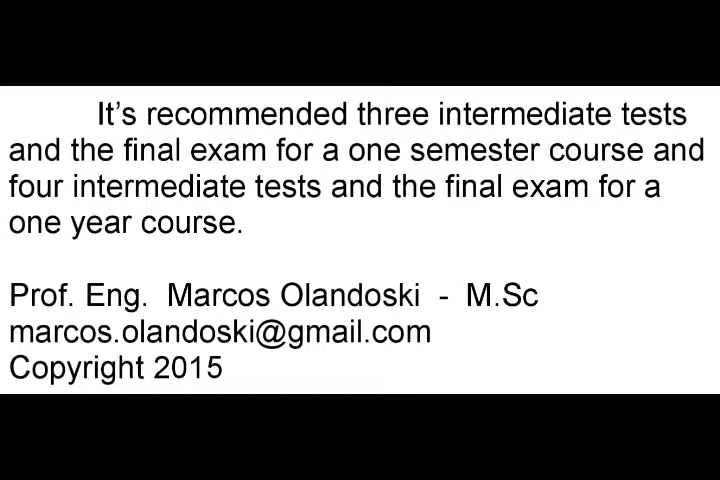 It’s recommended three intermediate tests
and the final exam for a one semester course and
four intermediate tests and the final exam for a
one year course.
Prof. Eng.  Marcos Olandoski  -  M.Sc
marcos.olandoski@gmail.com
Copyright 2015